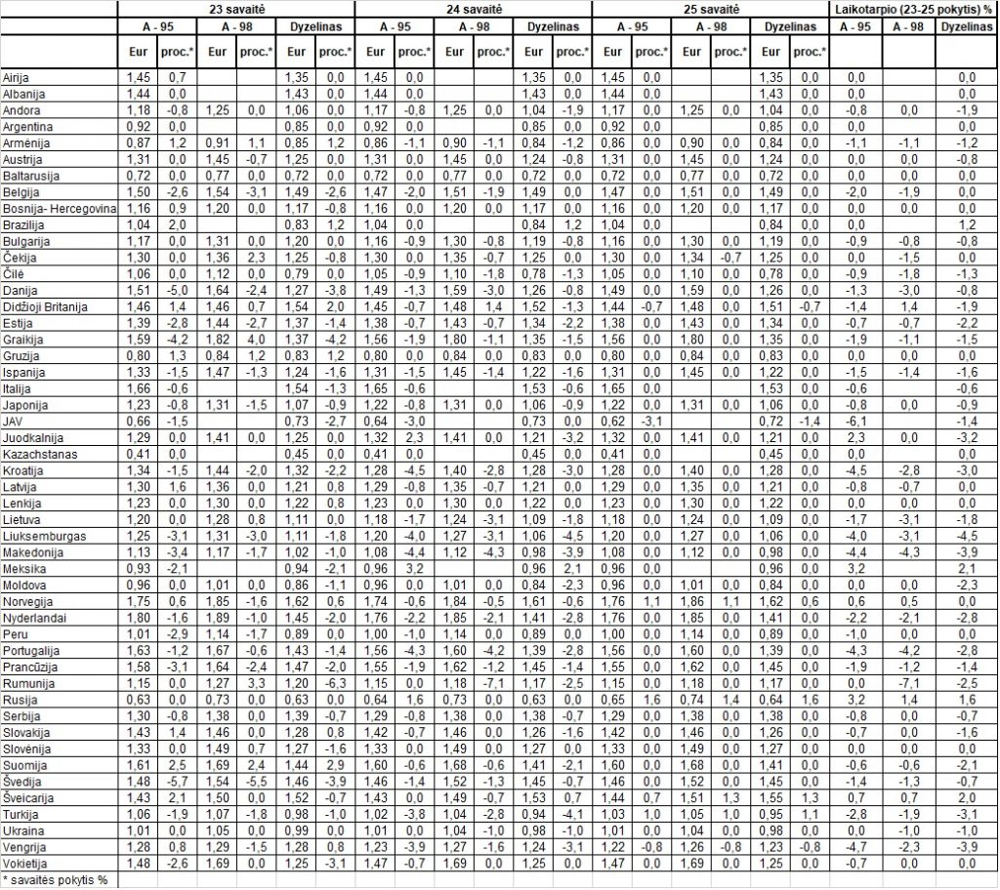 23 savaitė 24 savaitė 25 savaitė Laikotarpio (23-25 pokytis) %
A - 95 A - 98 Dyzelinas A - 95 A - 98 Dyzelinas A - 95 A - 98 Dyzelinas A - 95 A - 98 Dyzelinas
Eur proc.* Eur proc.* Eur proc.* Eur proc.* Eur proc.* Eur proc.* Eur proc.* Eur proc.* Eur proc.*
Airija 1,45 0,7 1,35 0,0 1,45 0,0 1,35 0,0 1,45 0,0 1,35 0,0 0,0 0,0
Albanija 1,44 0,0 1,43 0,0 1,44 0,0 1,43 0,0 1,44 0,0 1,43 0,0 0,0 0,0
Andora 1,18 -0,8 1,25 0,0 1,06 0,0 1,17 -0,8 1,25 0,0 1,04 -1,9 1,17 0,0 1,25 0,0 1,04 0,0 -0,8 0,0 -1,9
Argentina 0,92 0,0 0,85 0,0 0,92 0,0 0,85 0,0 0,92 0,0 0,85 0,0 0,0 0,0
Armėnija 0,87 1,2 0,91 1,1 0,85 1,2 0,86 -1,1 0,90 -1,1 0,84 -1,2 0,86 0,0 0,90 0,0 0,84 0,0 -1,1 -1,1 -1,2
Austrija 1,31 0,0 1,45 -0,7 1,25 0,0 1,31 0,0 1,45 0,0 1,24 -0,8 1,31 0,0 1,45 0,0 1,24 0,0 0,0 0,0 -0,8
Baltarusija 0,72 0,0 0,77 0,0 0,72 0,0 0,72 0,0 0,77 0,0 0,72 0,0 0,72 0,0 0,77 0,0 0,72 0,0 0,0 0,0 0,0
Belgija 1,50 -2,6 1,54 -3,1 1,49 -2,6 1,47 -2,0 1,51 -1,9 1,49 0,0 1,47 0,0 1,51 0,0 1,49 0,0 -2,0 -1,9 0,0
Bosnija- Hercegovina 1,16 0,9 1,20 0,0 1,17 -0,8 1,16 0,0 1,20 0,0 1,17 0,0 1,16 0,0 1,20 0,0 1,17 0,0 0,0 0,0 0,0
Brazilija 1,04 2,0 0,83 1,2 1,04 0,0 0,84 1,2 1,04 0,0 0,84 0,0 0,0 1,2
Bulgarija 1,17 0,0 1,31 0,0 1,20 0,0 1,16 -0,9 1,30 -0,8 1,19 -0,8 1,16 0,0 1,30 0,0 1,19 0,0 -0,9 -0,8 -0,8
Čekija 1,30 0,0 1,36 2,3 1,25 -0,8 1,30 0,0 1,35 -0,7 1,25 0,0 1,30 0,0 1,34 -0,7 1,25 0,0 0,0 -1,5 0,0
Čilė 1,06 0,0 1,12 0,0 0,79 0,0 1,05 -0,9 1,10 -1,8 0,78 -1,3 1,05 0,0 1,10 0,0 0,78 0,0 -0,9 -1,8 -1,3
Danija 1,51 -5,0 1,64 -2,4 1,27 -3,8 1,49 -1,3 1,59 -3,0 1,26 -0,8 1,49 0,0 1,59 0,0 1,26 0,0 -1,3 -3,0 -0,8
Didžioji Britanija 1,46 1,4 1,46 0,7 1,54 2,0 1,45 -0,7 1,48 1,4 1,52 -1,3 1,44 -0,7 1,48 0,0 1,51 -0,7 -1,4 1,4 -1,9
Estija 1,39 -2,8 1,44 -2,7 1,37 -1,4 1,38 -0,7 1,43 -0,7 1,34 -2,2 1,38 0,0 1,43 0,0 1,34 0,0 -0,7 -0,7 -2,2
Graikija 1,59 -4,2 1,82 4,0 1,37 -4,2 1,56 -1,9 1,80 -1,1 1,35 -1,5 1,56 0,0 1,80 0,0 1,35 0,0 -1,9 -1,1 -1,5
Gruzija 0,80 1,3 0,84 1,2 0,83 1,2 0,80 0,0 0,84 0,0 0,83 0,0 0,80 0,0 0,84 0,0 0,83 0,0 0,0 0,0 0,0
Ispanija 1,33 -1,5 1,47 -1,3 1,24 -1,6 1,31 -1,5 1,45 -1,4 1,22 -1,6 1,31 0,0 1,45 0,0 1,22 0,0 -1,5 -1,4 -1,6
Italija 1,66 -0,6 1,54 -1,3 1,65 -0,6 1,53 -0,6 1,65 0,0 1,53 0,0 -0,6 -0,6
Japonija 1,23 -0,8 1,31 -1,5 1,07 -0,9 1,22 -0,8 1,31 0,0 1,06 -0,9 1,22 0,0 1,31 0,0 1,06 0,0 -0,8 0,0 -0,9
JAV 0,66 -1,5 0,73 -2,7 0,64 -3,0 0,73 0,0 0,62 -3,1 0,72 -1,4 -6,1 -1,4
Juodkalnija 1,29 0,0 1,41 0,0 1,25 0,0 1,32 2,3 1,41 0,0 1,21 -3,2 1,32 0,0 1,41 0,0 1,21 0,0 2,3 0,0 -3,2
Kazachstanas 0,41 0,0 0,45 0,0 0,41 0,0 0,45 0,0 0,41 0,0 0,45 0,0 0,0 0,0
Kroatija 1,34 -1,5 1,44 -2,0 1,32 -2,2 1,28 -4,5 1,40 -2,8 1,28 -3,0 1,28 0,0 1,40 0,0 1,28 0,0 -4,5 -2,8 -3,0
Latvija 1,30 1,6 1,36 0,0 1,21 0,8 1,29 -0,8 1,35 -0,7 1,21 0,0 1,29 0,0 1,35 0,0 1,21 0,0 -0,8 -0,7 0,0
Lenkija 1,23 0,0 1,30 0,0 1,22 0,8 1,23 0,0 1,30 0,0 1,22 0,0 1,23 0,0 1,30 0,0 1,22 0,0 0,0 0,0 0,0
Lietuva 1,20 0,0 1,28 0,8 1,11 0,0 1,18 -1,7 1,24 -3,1 1,09 -1,8 1,18 0,0 1,24 0,0 1,09 0,0 -1,7 -3,1 -1,8
Liuksemburgas 1,25 -3,1 1,31 -3,0 1,11 -1,8 1,20 -4,0 1,27 -3,1 1,06 -4,5 1,20 0,0 1,27 0,0 1,06 0,0 -4,0 -3,1 -4,5
Makedonija 1,13 -3,4 1,17 -1,7 1,02 -1,0 1,08 -4,4 1,12 -4,3 0,98 -3,9 1,08 0,0 1,12 0,0 0,98 0,0 -4,4 -4,3 -3,9
Meksika 0,93 -2,1 0,94 -2,1 0,96 3,2 0,96 2,1 0,96 0,0 0,96 0,0 3,2 2,1
Moldova 0,96 0,0 1,01 0,0 0,86 -1,1 0,96 0,0 1,01 0,0 0,84 -2,3 0,96 0,0 1,01 0,0 0,84 0,0 0,0 0,0 -2,3
Norvegija 1,75 0,6 1,85 -1,6 1,62 0,6 1,74 -0,6 1,84 -0,5 1,61 -0,6 1,76 1,1 1,86 1,1 1,62 0,6 0,6 0,5 0,0
Nyderlandai 1,80 -1,6 1,89 -1,0 1,45 -2,0 1,76 -2,2 1,85 -2,1 1,41 -2,8 1,76 0,0 1,85 0,0 1,41 0,0 -2,2 -2,1 -2,8
Peru 1,01 -2,9 1,14 -1,7 0,89 0,0 1,00 -1,0 1,14 0,0 0,89 0,0 1,00 0,0 1,14 0,0 0,89 0,0 -1,0 0,0 0,0
Portugalija 1,63 -1,2 1,67 -0,6 1,43 -1,4 1,56 -4,3 1,60 -4,2 1,39 -2,8 1,56 0,0 1,60 0,0 1,39 0,0 -4,3 -4,2 -2,8
Prancūzija 1,58 -3,1 1,64 -2,4 1,47 -2,0 1,55 -1,9 1,62 -1,2 1,45 -1,4 1,55 0,0 1,62 0,0 1,45 0,0 -1,9 -1,2 -1,4
Rumunija 1,15 0,0 1,27 3,3 1,20 -6,3 1,15 0,0 1,18 -7,1 1,17 -2,5 1,15 0,0 1,18 0,0 1,17 0,0 0,0 -7,1 -2,5
Rusija 0,63 0,0 0,73 0,0 0,63 0,0 0,64 1,6 0,73 0,0 0,63 0,0 0,65 1,6 0,74 1,4 0,64 1,6 3,2 1,4 1,6
Serbija 1,30 -0,8 1,38 0,0 1,39 -0,7 1,29 -0,8 1,38 0,0 1,38 -0,7 1,29 0,0 1,38 0,0 1,38 0,0 -0,8 0,0 -0,7
Slovakija 1,43 1,4 1,46 0,0 1,28 0,8 1,42 -0,7 1,46 0,0 1,26 -1,6 1,42 0,0 1,46 0,0 1,26 0,0 -0,7 0,0 -1,6
Slovėnija 1,33 0,0 1,49 0,7 1,27 -1,6 1,33 0,0 1,49 0,0 1,27 0,0 1,33 0,0 1,49 0,0 1,27 0,0 0,0 0,0 0,0
Suomija 1,61 2,5 1,69 2,4 1,44 2,9 1,60 -0,6 1,68 -0,6 1,41 -2,1 1,60 0,0 1,68 0,0 1,41 0,0 -0,6 -0,6 -2,1
Švedija 1,48 -5,7 1,54 -5,5 1,46 -3,9 1,46 -1,4 1,52 -1,3 1,45 -0,7 1,46 0,0 1,52 0,0 1,45 0,0 -1,4 -1,3 -0,7
Šveicarija 1,43 2,1 1,50 0,0 1,52 -0,7 1,43 0,0 1,49 -0,7 1,53 0,7 1,44 0,7 1,51 1,3 1,55 1,3 0,7 0,7 2,0
Turkija 1,06 -1,9 1,07 -1,8 0,98 -1,0 1,02 -3,8 1,04 -2,8 0,94 -4,1 1,03 1,0 1,05 1,0 0,95 1,1 -2,8 -1,9 -3,1
Ukraina 1,01 0,0 1,05 0,0 0,99 0,0 1,01 0,0 1,04 -1,0 0,98 -1,0 1,01 0,0 1,04 0,0 0,98 0,0 0,0 -1,0 -1,0
Vengrija 1,28 0,8 1,29 -1,5 1,28 0,8 1,23 -3,9 1,27 -1,6 1,24 -3,1 1,22 -0,8 1,26 -0,8 1,23 -0,8 -4,7 -2,3 -3,9
Vokietija 1,48 -2,6 1,69 0,0 1,25 -3,1 1,47 -0,7 1,69 0,0 1,25 0,0 1,47 0,0 1,69 0,0 1,25 0,0 -0,7 0,0 0,0
* savaitės pokytis %